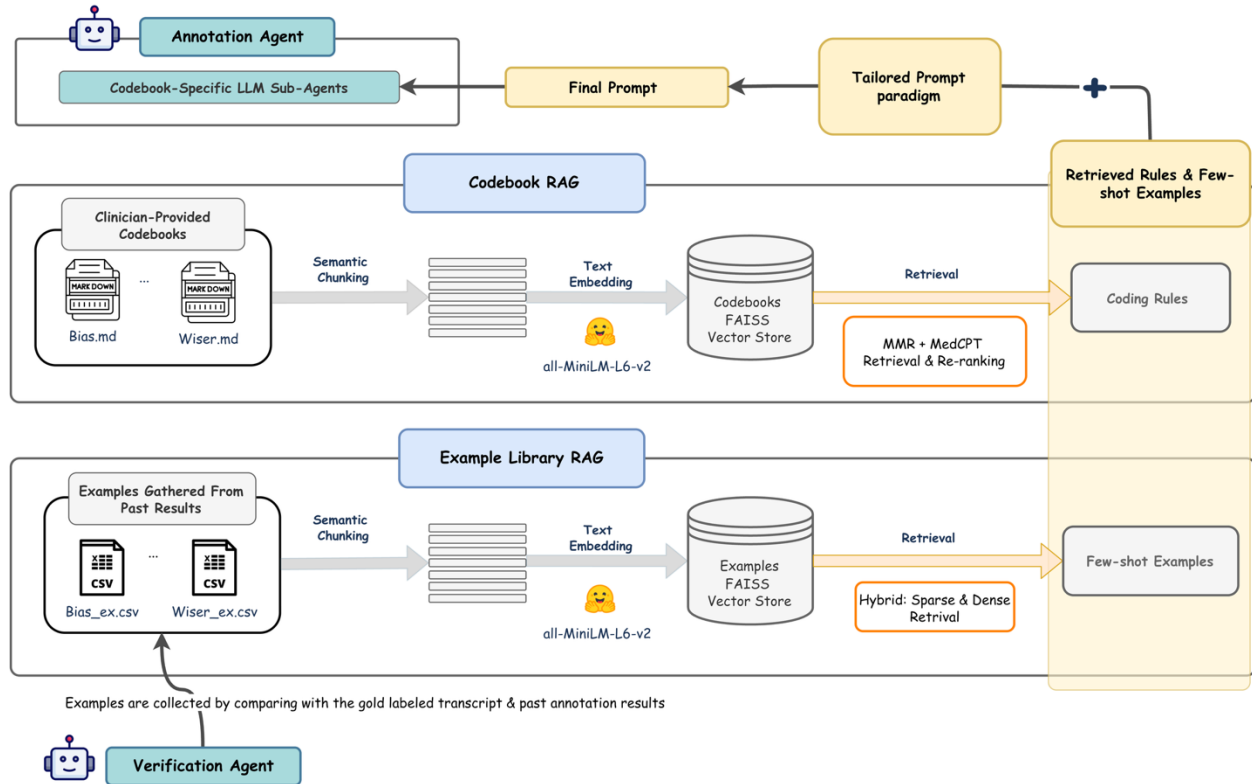 Annotation Agent
Codebook-Specific LLM Sub-Agents
Final Prompt
Tailored Prompt
paradigm
Retrieved Rules & Few-
shot Examples
Codebook RAG
Clinician-Provided
Codebooks
MARK DOWN
...
MARK DOWN
Bias.md
Wiser.md
Semantic
Chunking
Text
Embedding
all-MiniLM-L6-v2
Codebooks
FAISS
Vector Store
Retrieval
MMR + MedCPT
Retrieval & Re-ranking
Coding Rules
Example Library RAG
Examples Gathered From
Past Results
CSV
...
CSV
Bias_ex.csv
Wiser_ex.csv
Semantic
Chunking
Text
Embedding
all-MiniLM-L6-v2
Examples
FAISS
Vector Store
Retrieval
Hybrid: Sparse & Dense
Retrival
Few-shot Examples
Examples are collected by comparing with the gold labeled transcript & past annotation results
Verification Agent